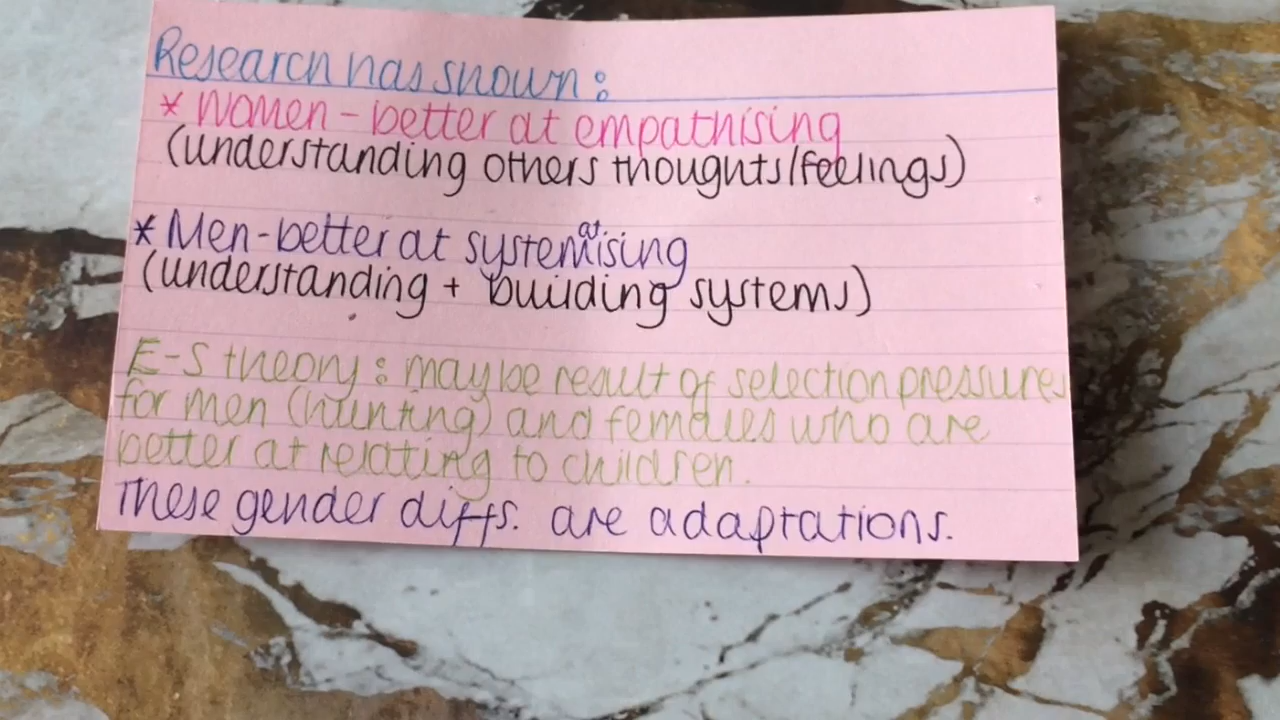 Research has shown:
* Women - better at empathising
(understanding others thoughts/feelings)
* Men - better at systematising
(understanding + building systems)
E-S theory: may be result of selection pressures
for men (hunting) and females who are
better at relating to children.
These gender diffs. are adaptations.